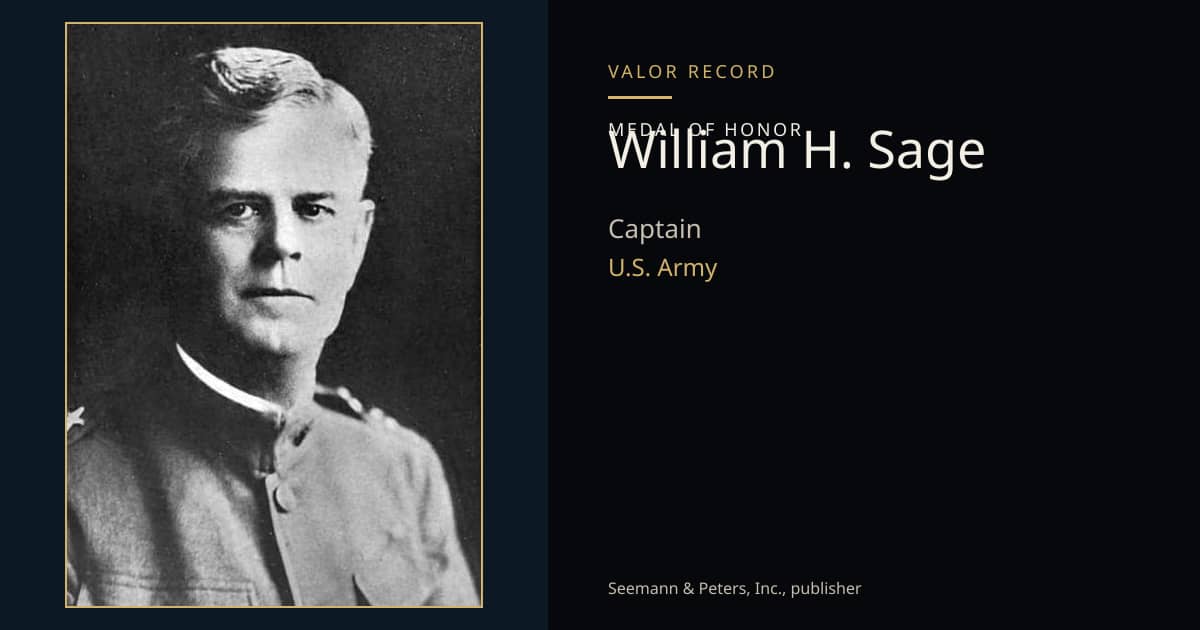 VALOR RECORD
MEDAL OF HONOR
William H. Sage
Captain
U.S. Army
Seemann & Peters, Inc., publisher